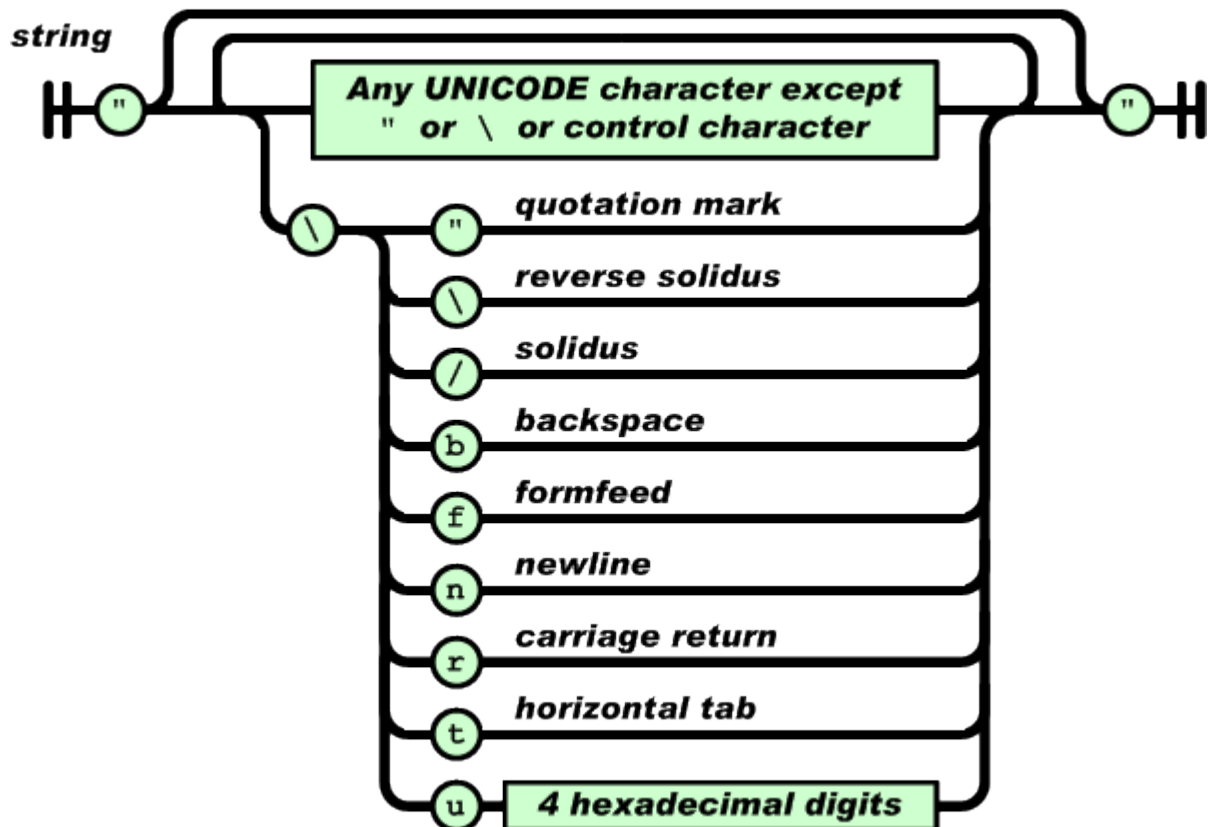 string
"
Any UNICODE character except
" or \ or control character
"
\
" quotation mark
\ reverse solidus
/ solidus
b backspace
f formfeed
n newline
r carriage return
t horizontal tab
u 4 hexadecimal digits